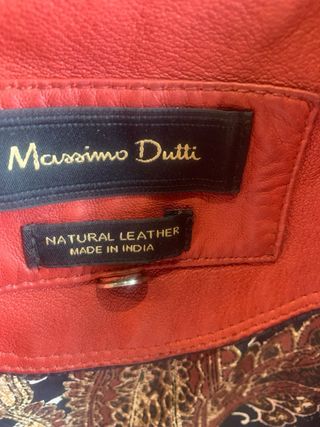 Massimo Dutti
NATURAL LEATHER
MADE IN INDIA